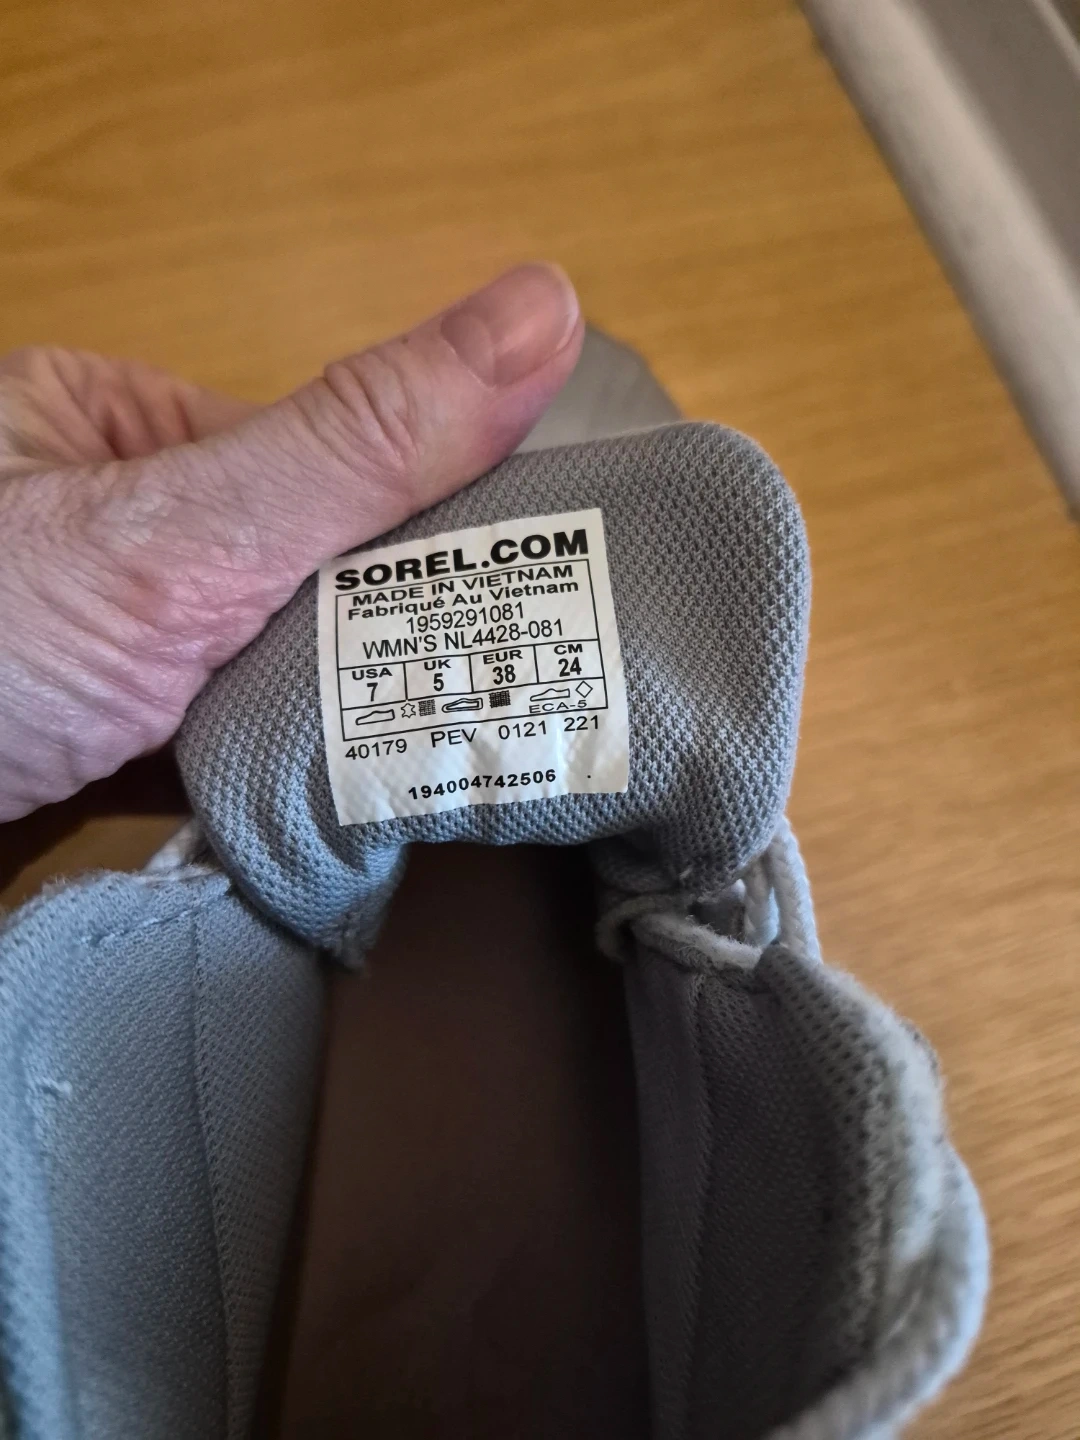 SOREL.COM
MADE IN VIETNAM
Fabriqué Au Vietnam
1959291081
WMN'S NL4428-081
USA UK EUR CM
7 5 38 24
ECA-5
40179 PEV 0121 221
194004742506 .